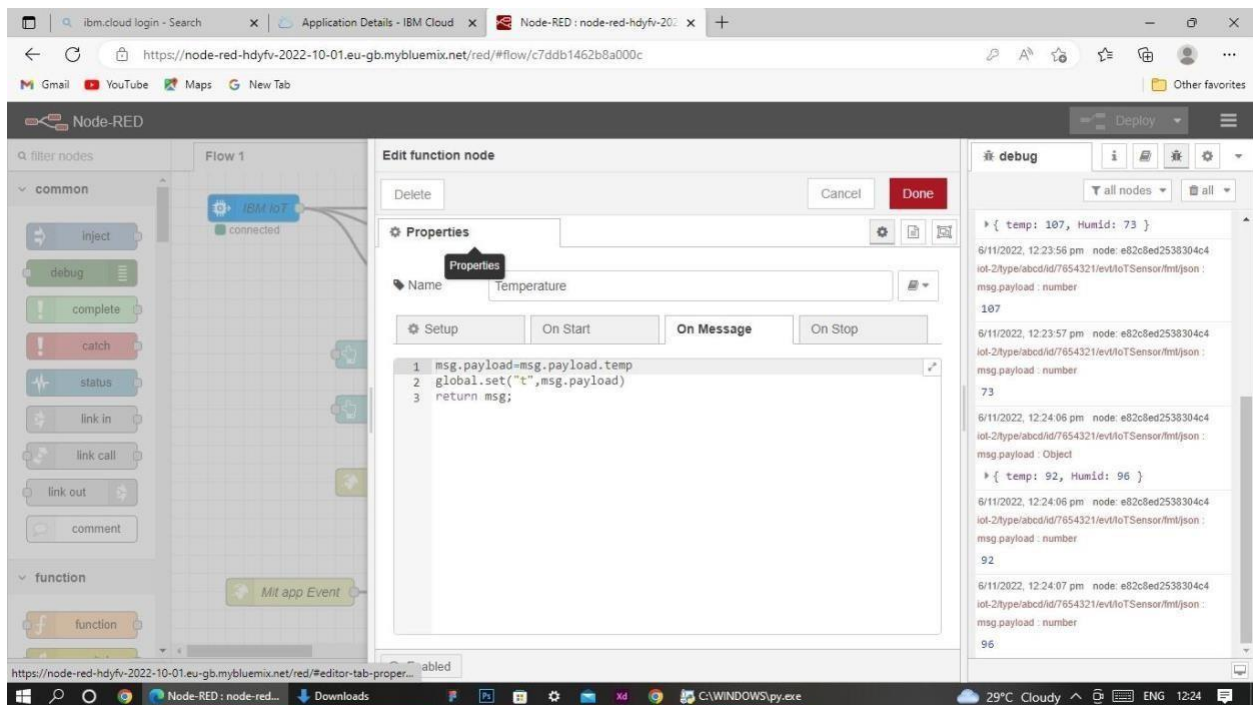 ibm.cloud login - Search
Application Details - IBM Cloud
Node-RED : node-red-hdyfv-202
https://node-red-hdyfv-2022-10-01.eu-gb.mybluemix.net/red/#flow/c7ddb1462b8a000c
Gmail YouTube Maps New Tab Other favorites
Node-RED Deploy
filter nodes
common
inject
debug
complete
catch
status
link in
link call
link out
comment
function
function
Flow 1
IBM IoT
connected
Mit app Event
Edit function node
Delete Cancel Done
Properties
Properties
Name Temperature
Setup On Start On Message On Stop
1 msg.payload=msg.payload.temp
2 global.set("t",msg.payload)
3 return msg;
debug
all nodes all
{ temp: 107, Humid: 73 }
6/11/2022, 12:23:56 pm node: e82c8ed2538304c4
iot-2/type/abcd/id/7654321/evt/IoTSensor/fmt/json :
msg.payload : number
107
6/11/2022, 12:23:57 pm node: e82c8ed2538304c4
iot-2/type/abcd/id/7654321/evt/IoTSensor/fmt/json :
msg.payload : number
73
6/11/2022, 12:24:06 pm node: e82c8ed2538304c4
iot-2/type/abcd/id/7654321/evt/IoTSensor/fmt/json :
msg.payload : Object
{ temp: 92, Humid: 96 }
6/11/2022, 12:24:06 pm node: e82c8ed2538304c4
iot-2/type/abcd/id/7654321/evt/IoTSensor/fmt/json :
msg.payload : number
92
6/11/2022, 12:24:07 pm node: e82c8ed2538304c4
iot-2/type/abcd/id/7654321/evt/IoTSensor/fmt/json :
msg.payload : number
96
https://node-red-hdyfv-2022-10-01.eu-gb.mybluemix.net/red/#editor-tab-proper...
Node-RED : node-red... Downloads Ps Xd C:\WINDOWS\py.exe 29°C Cloudy ENG 12:24